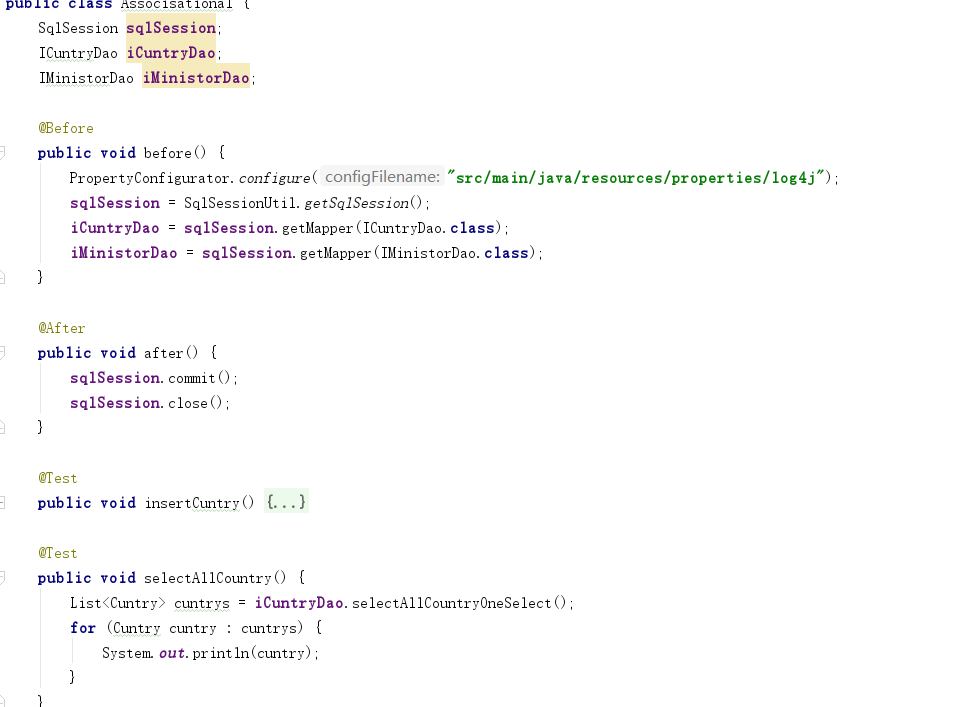 public class Associsational {
SqlSession sqlSession;
ICuntryDao iCuntryDao;
IMinistorDao iMinistorDao;
@Before
public void before() {
PropertyConfigurator.configure( configFilename: "src/main/java/resources/properties/log4j");
sqlSession = SqlSessionUtil.getSqlSession();
iCuntryDao = sqlSession.getMapper(ICuntryDao.class);
iMinistorDao = sqlSession.getMapper(IMinistorDao.class);
}
@After
public void after() {
sqlSession.commit();
sqlSession.close();
}
@Test
public void insertCuntry() {...}
@Test
public void selectAllCountry() {
List<Cuntry> cuntrys = iCuntryDao.selectAllCountryOneSelect();
for (Cuntry cuntry : cuntrys) {
System.out.println(cuntry);
}
}